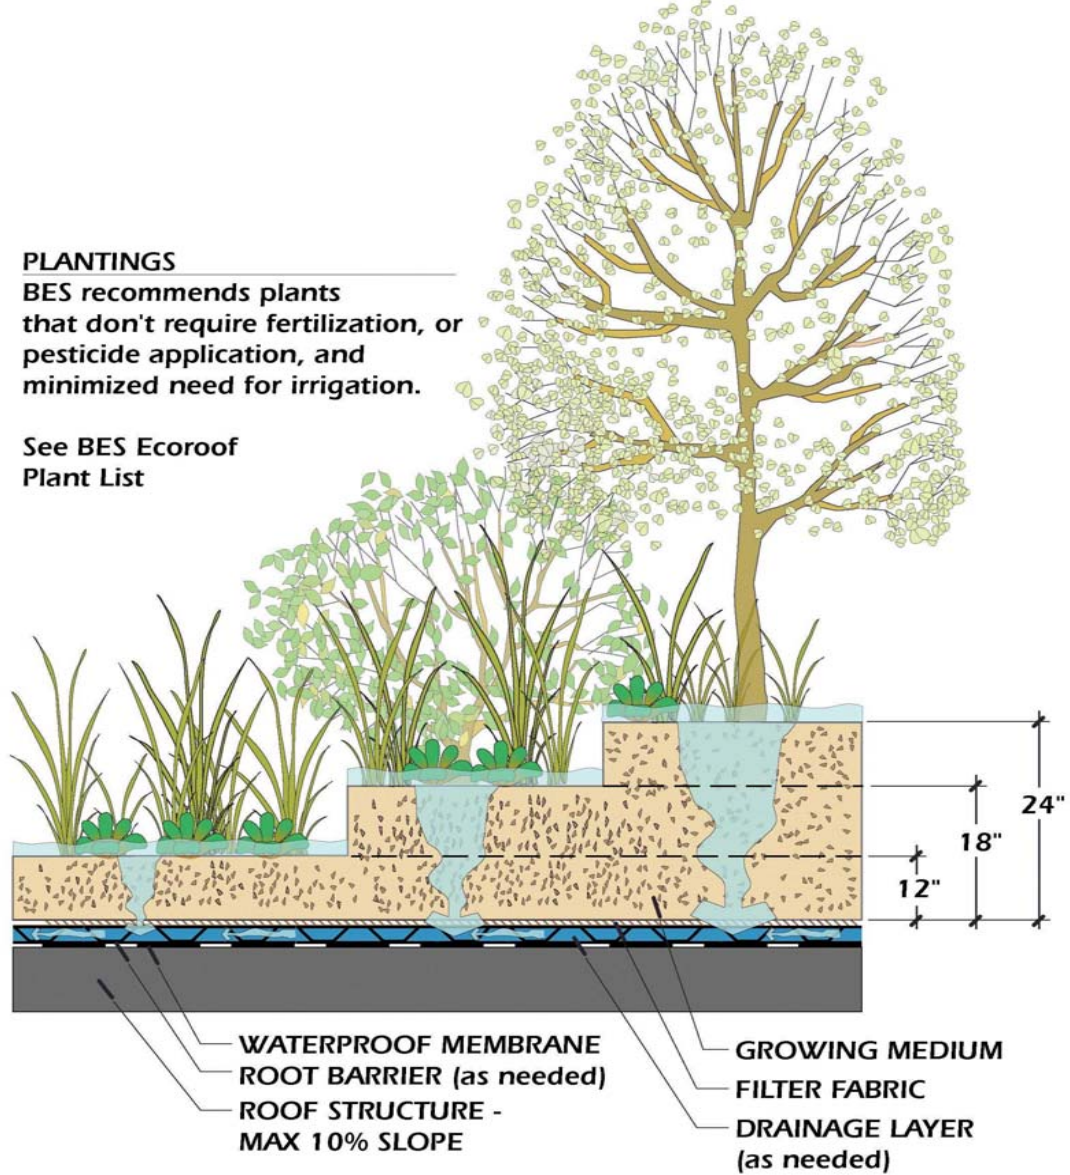 PLANTINGS
BES recommends plants
that don't require fertilization, or
pesticide application, and
minimized need for irrigation.
See BES Ecoroof
Plant List
24"
18"
12"
WATERPROOF MEMBRANE
ROOT BARRIER (as needed)
ROOF STRUCTURE -
MAX 10% SLOPE
GROWING MEDIUM
FILTER FABRIC
DRAINAGE LAYER
(as needed)